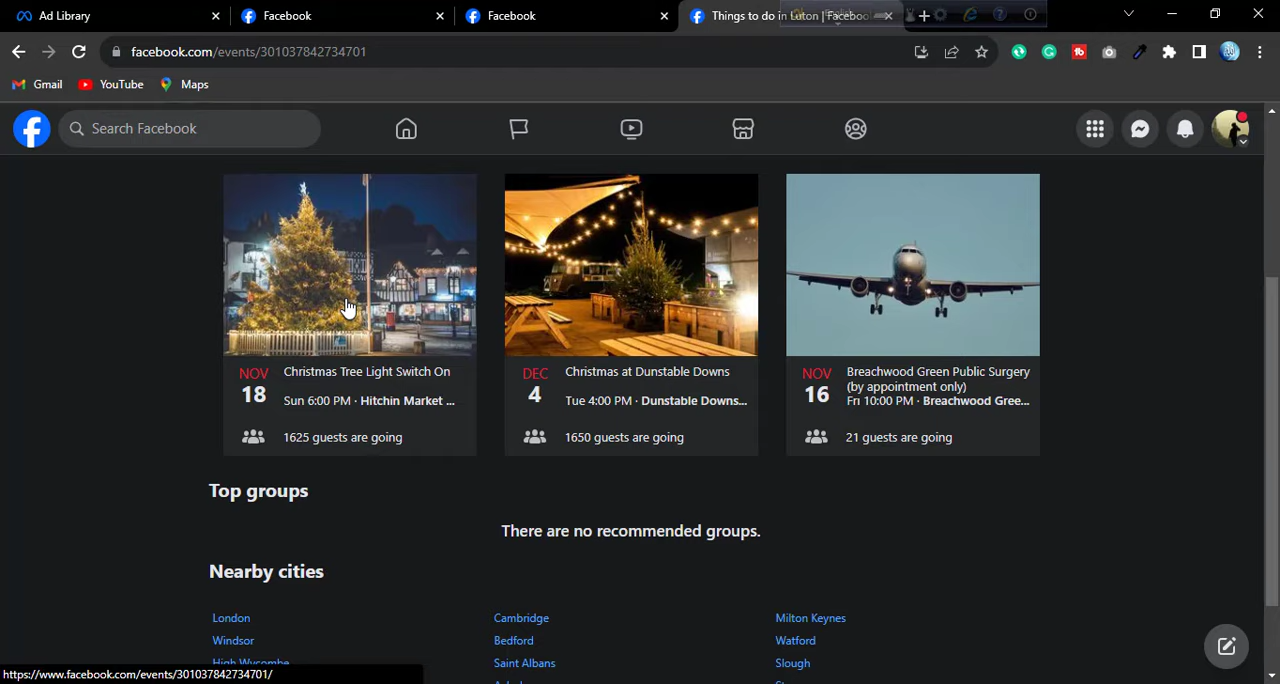 Ad Library
Facebook
Facebook
Things to do in Luton | Facebook
English
facebook.com/events/301037842734701
Gmail
YouTube
Maps
Search Facebook
NOV
18
Christmas Tree Light Switch On
Sun 6:00 PM · Hitchin Market ...
1625 guests are going
DEC
4
Christmas at Dunstable Downs
Tue 4:00 PM · Dunstable Downs...
1650 guests are going
NOV
16
Breachwood Green Public Surgery
(by appointment only)
Fri 10:00 PM · Breachwood Gree...
21 guests are going
Top groups
There are no recommended groups.
Nearby cities
London
Cambridge
Milton Keynes
Windsor
Bedford
Watford
High Wycombe
Saint Albans
Slough
https://www.facebook.com/events/301037842734701/